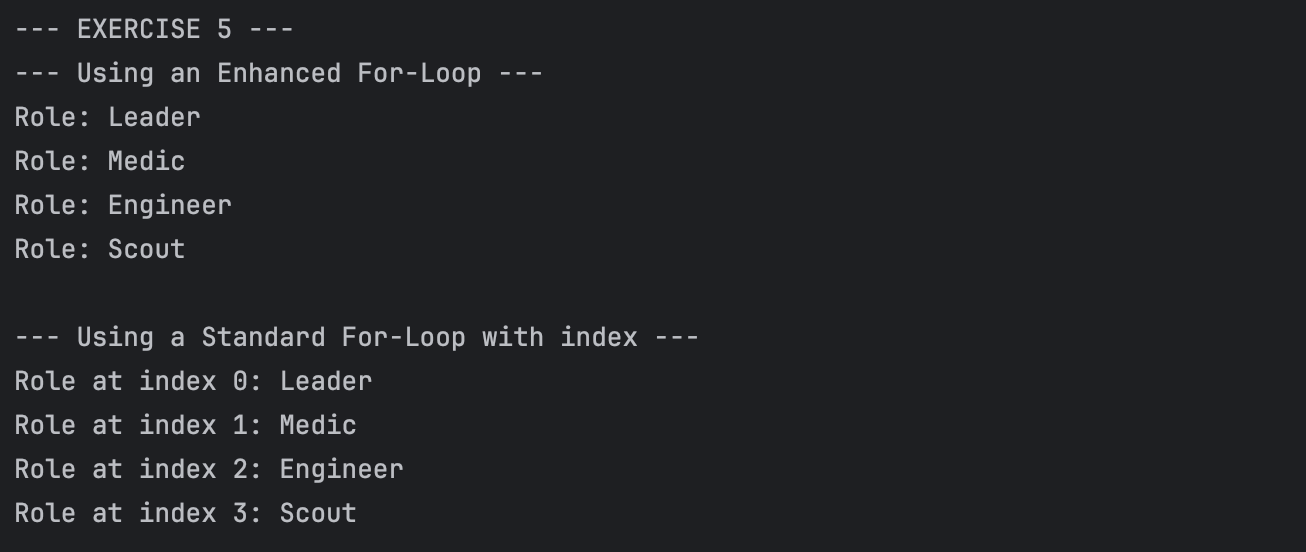 --- EXERCISE 5 ---
--- Using an Enhanced For-Loop ---
Role: Leader
Role: Medic
Role: Engineer
Role: Scout
--- Using a Standard For-Loop with index ---
Role at index 0: Leader
Role at index 1: Medic
Role at index 2: Engineer
Role at index 3: Scout